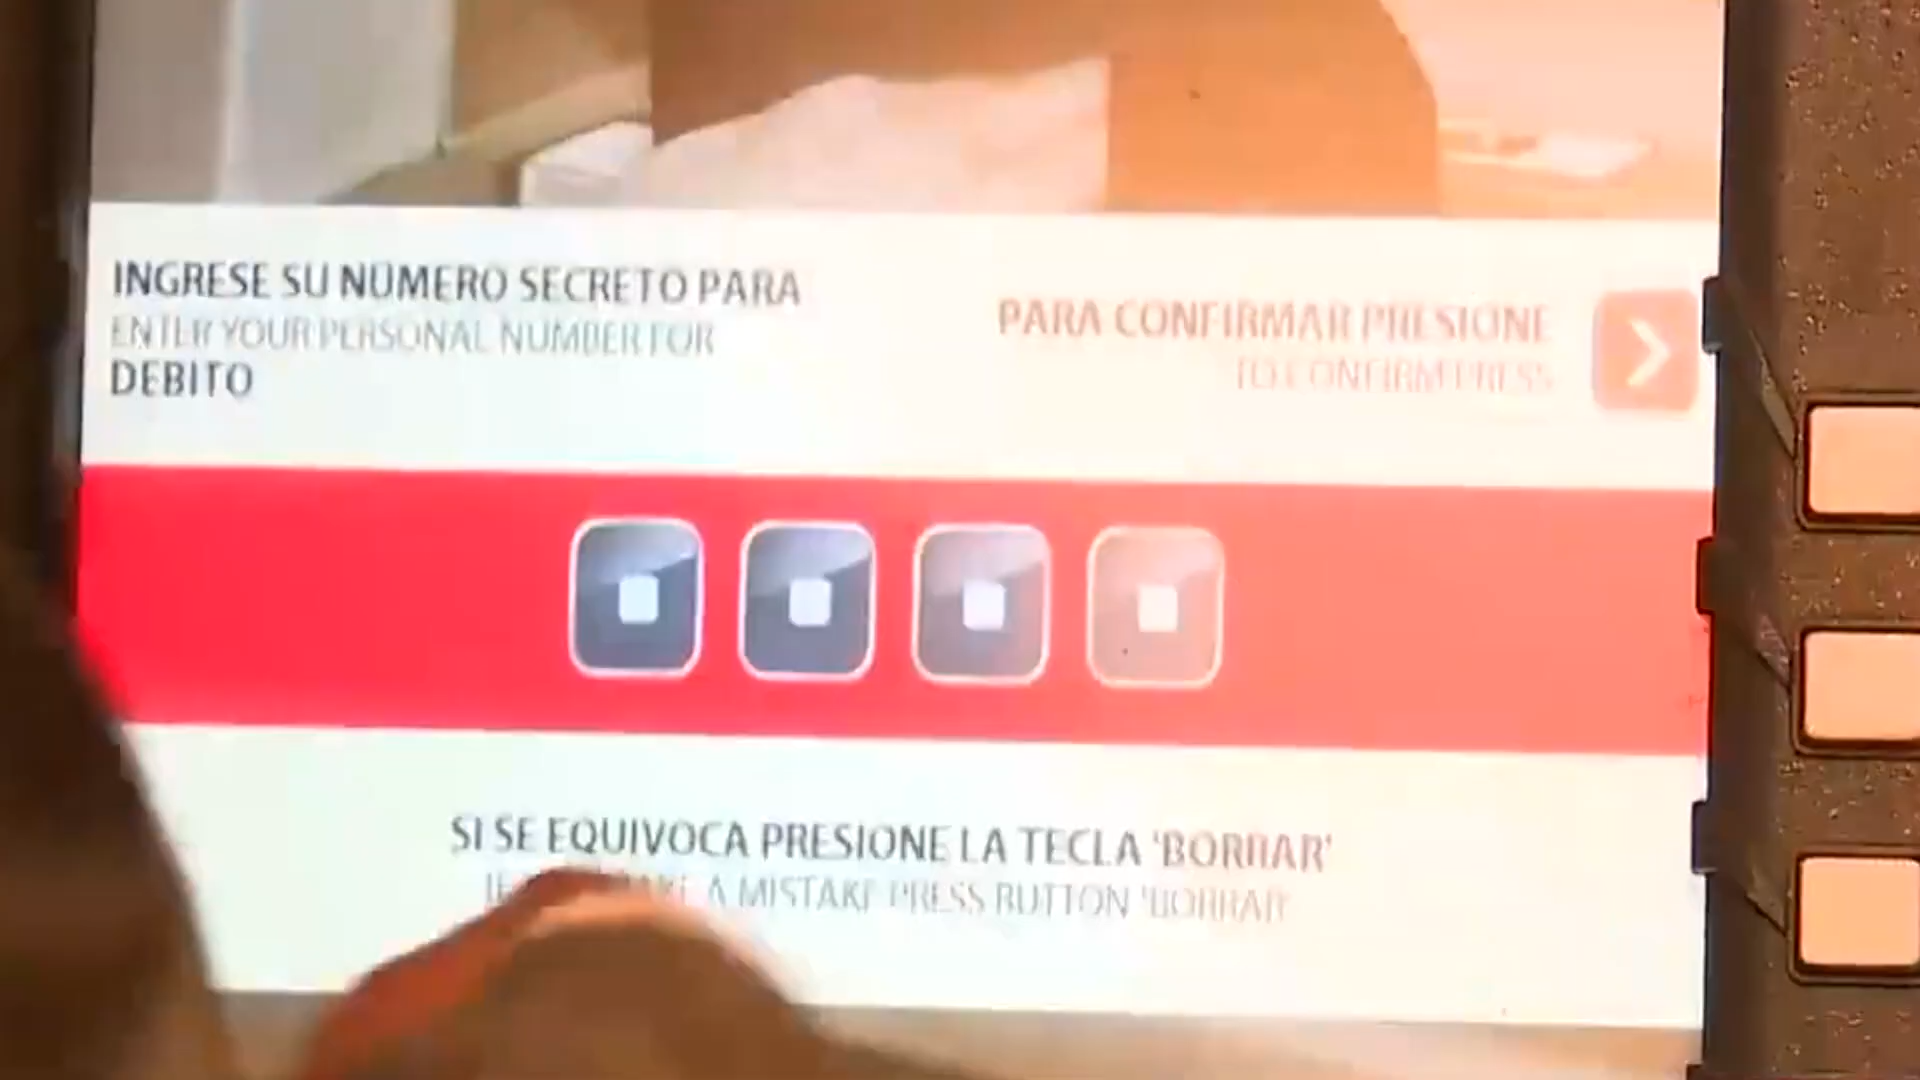 INGRESE SU NÚMERO SECRETO PARA
ENTER YOUR PERSONAL NUMBER FOR
DEBITO
PARA CONFIRMAR PRESIONE
TO CONFIRM PRESS
SI SE EQUIVOCA PRESIONE LA TECLA 'BORRAR'
A MISTAKE PRESS BUTTON 'BORRAR'